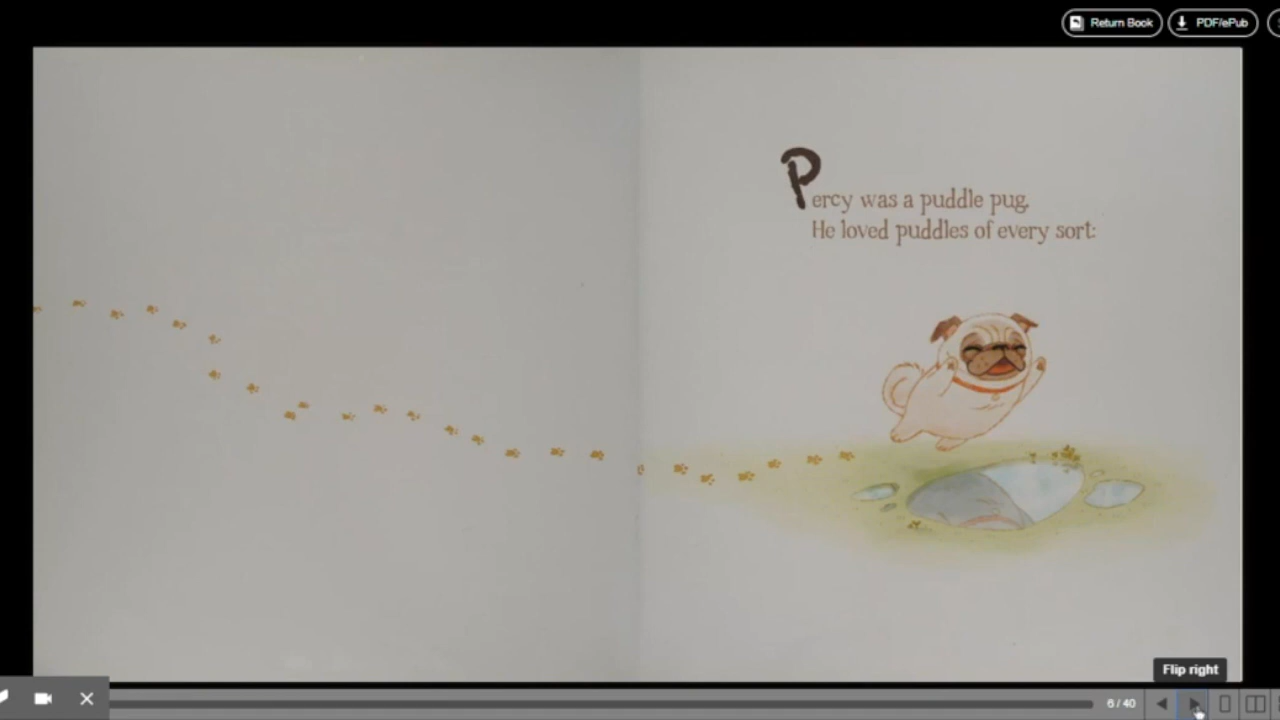 Return Book
PDF/ePub
Percy was a puddle pug.
He loved puddles of every sort:
Flip right
6 / 40